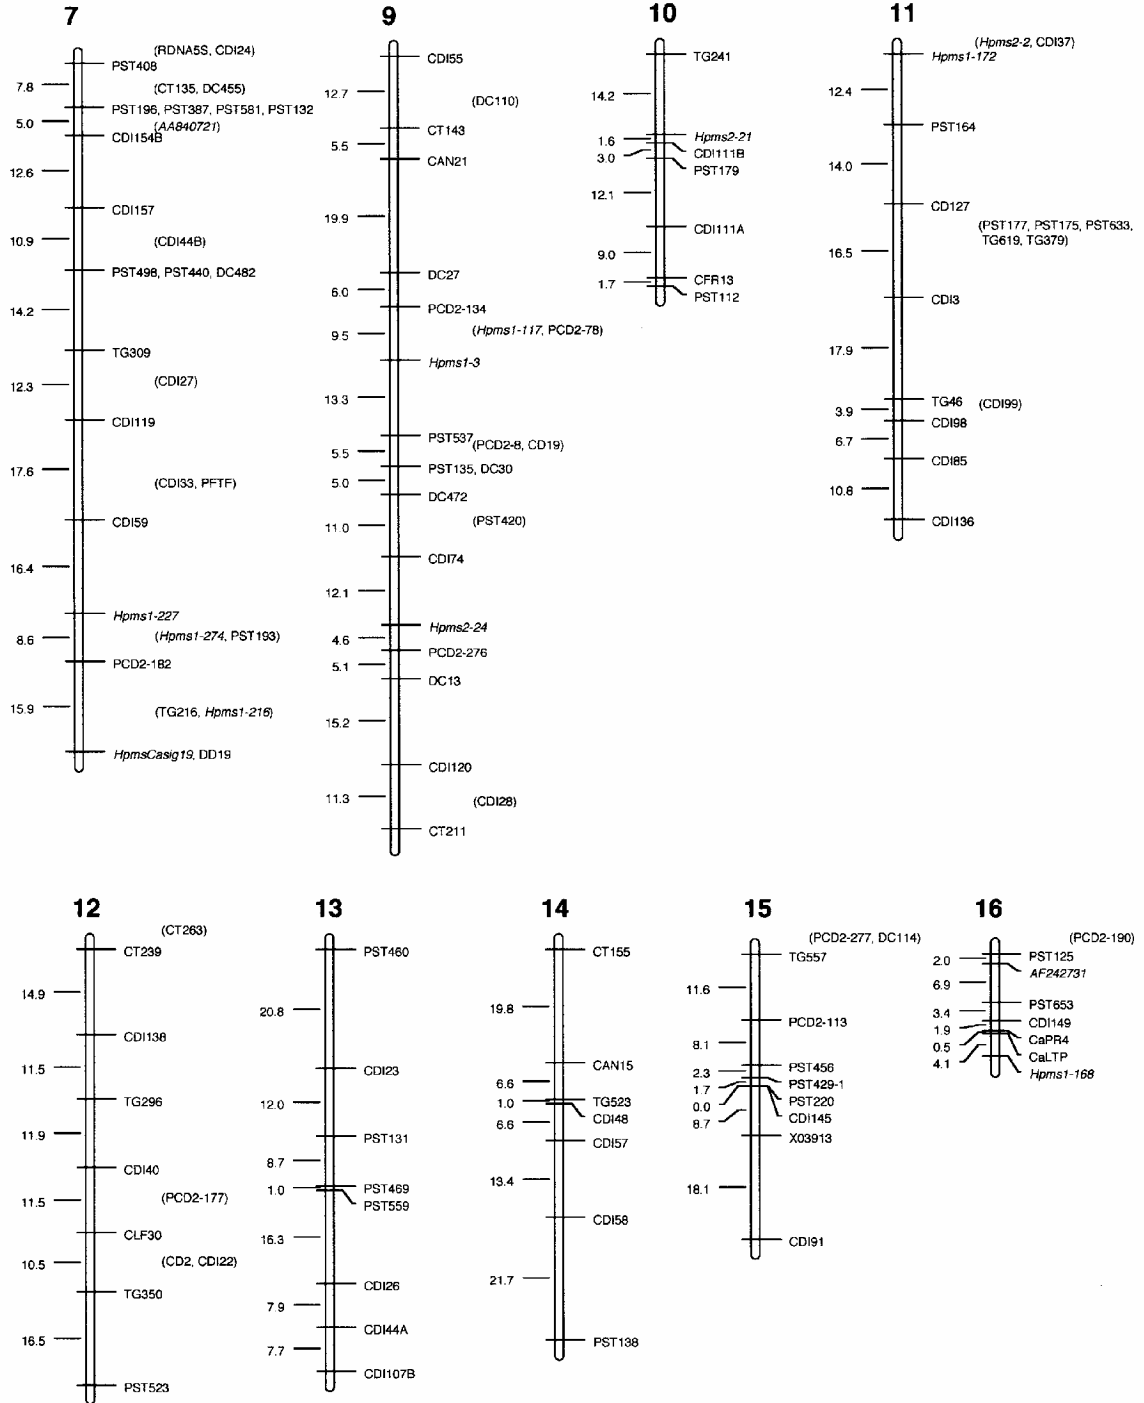 7
(RDNA5S, CDI24)
PST408
7.8
(CT135, DC455)
PST196, PST387, PST581, PST132
5.0
(AA840721)
CDI154B
12.6
CDI157
10.9
(CDI44B)
PST498, PST440, DC482
14.2
TG309
12.3
(CDI27)
CDI119
17.6
(CDI33, PFTF)
CDI59
16.4
Hpms1-227
8.6
(Hpms1-274, PST193)
PCD2-182
15.9
(TG216, Hpms1-216)
HpmsCasig19, DD19
9
CDI55
12.7
(DC110)
CT143
5.5
CAN21
19.9
DC27
6.0
PCD2-134
9.5
(Hpms1-117, PCD2-78)
Hpms1-3
13.3
PST537
(PCD2-8, CD19)
5.5
PST135, DC30
5.0
DC472
11.0
(PST420)
CDI74
12.1
Hpms2-24
4.6
PCD2-276
5.1
DC13
15.2
CDI120
11.3
(CDI28)
CT211
10
TG241
14.2
Hpms2-21
1.6
CDI111B
3.0
PST179
12.1
CDI111A
9.0
CFR13
1.7
PST112
11
(Hpms2-2, CDI37)
Hpms1-172
12.4
PST164
14.0
CD127
(PST177, PST175, PST633,
TG619, TG379)
16.5
CDI3
17.9
TG46
(CDI99)
3.9
CDI98
6.7
CDI85
10.8
CDI136
12
(CT263)
CT239
14.9
CDI138
11.5
TG296
11.9
CDI40
11.5
(PCD2-177)
CLF30
10.5
(CD2, CDI22)
TG350
16.5
PST523
13
PST460
20.8
CDI23
12.0
PST131
8.7
PST469
1.0
PST559
16.3
CDI26
7.9
CDI44A
7.7
CDI107B
14
CT155
19.8
CAN15
6.6
TG523
1.0
CDI48
6.6
CDI57
13.4
CDI58
21.7
PST138
15
(PCD2-277, DC114)
TG557
11.6
PCD2-113
8.1
PST456
2.3
PST429-1
1.7
PST220
0.0
CDI145
8.7
X03913
18.1
CDI91
16
(PCD2-190)
PST125
2.0
AF242731
6.9
PST653
3.4
CDI149
1.9
CaPR4
0.5
CaLTP
4.1
Hpms1-168